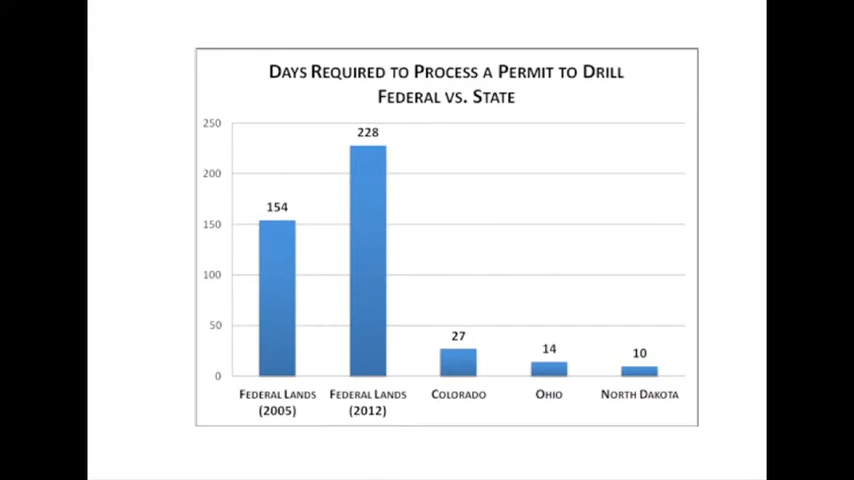 DAYS REQUIRED TO PROCESS A PERMIT TO DRILL
FEDERAL VS. STATE
250
200
150
100
50
0
154
228
27
14
10
FEDERAL LANDS (2005)
FEDERAL LANDS (2012)
COLORADO
OHIO
NORTH DAKOTA